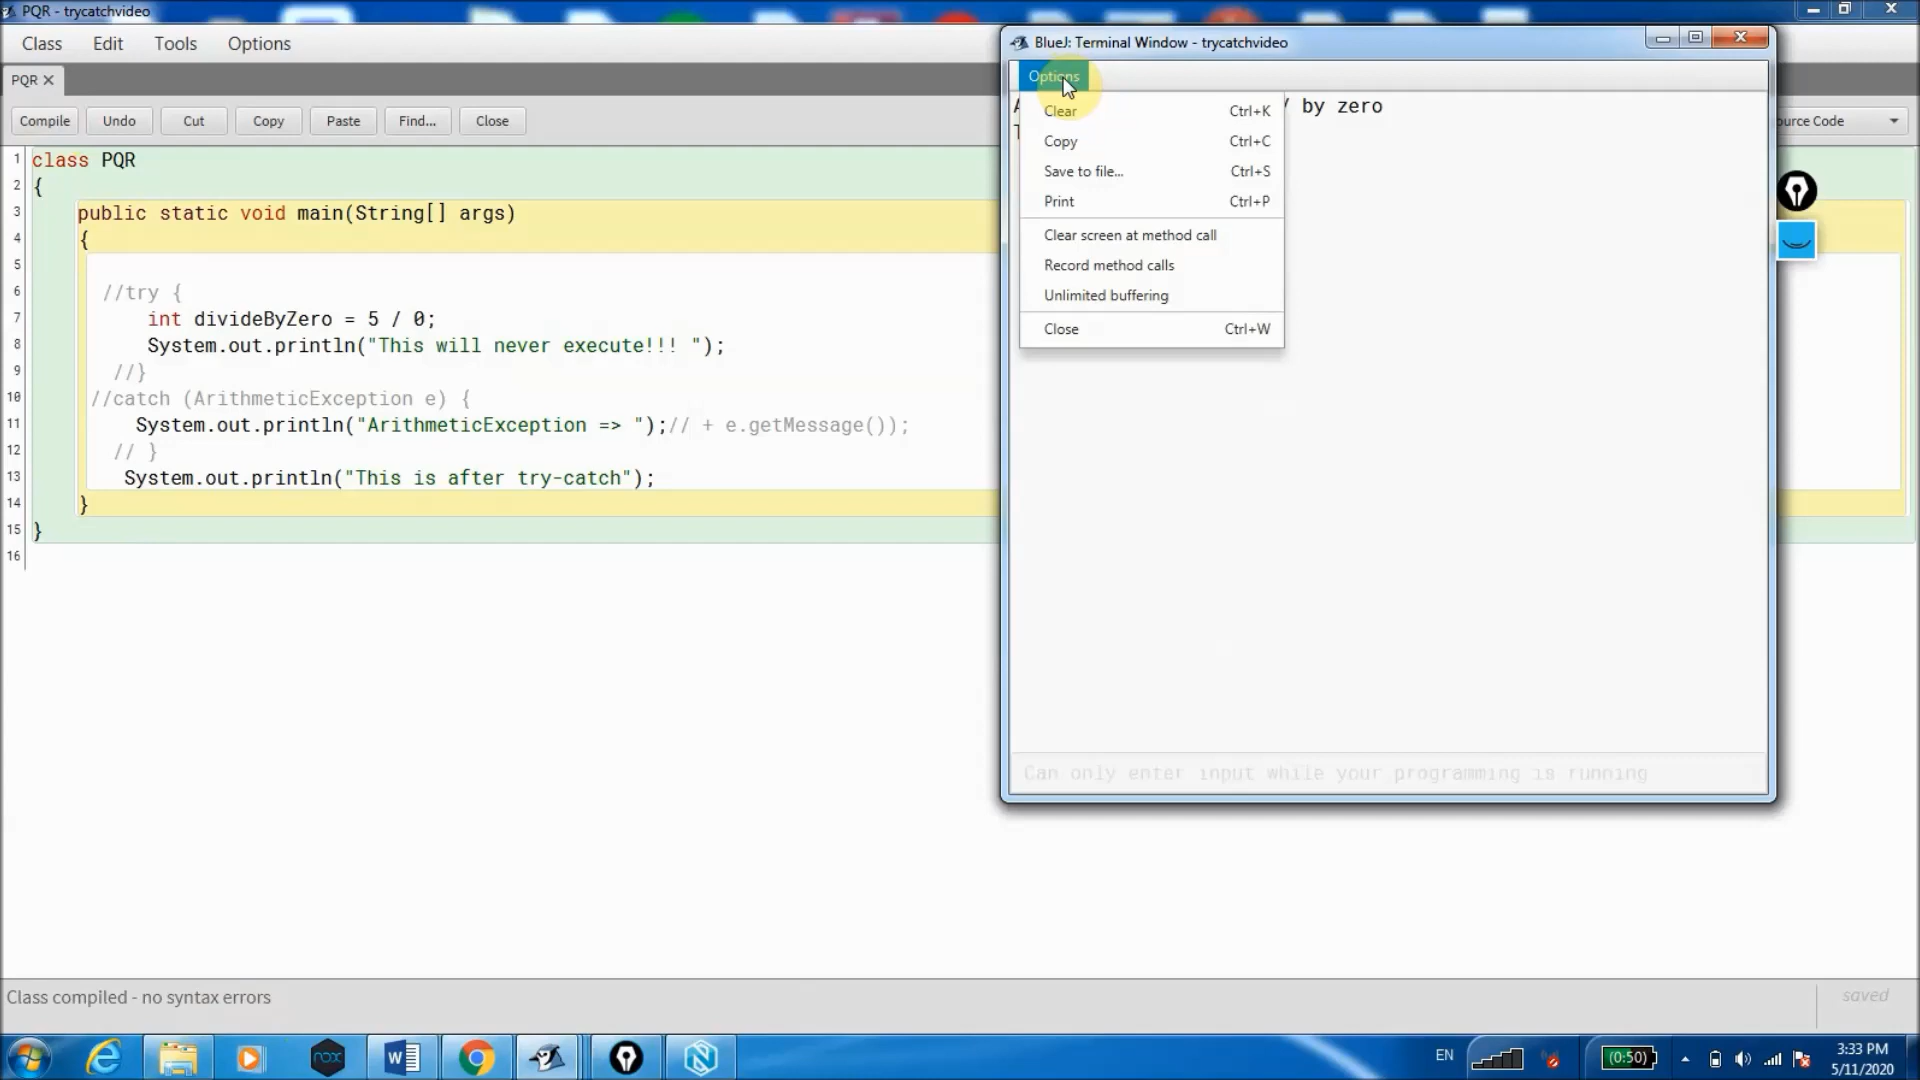 PQR - trycatchvideo
Class Edit Tools Options
PQR
Compile Undo Cut Copy Paste Find... Close
1 class PQR
2 {
3 public static void main(String[] args)
4 {
5
6 //try {
7 int divideByZero = 5 / 0;
8 System.out.println("This will never execute!!! ");
9 //}
10 //catch (ArithmeticException e) {
11 System.out.println("ArithmeticException => ");// + e.getMessage());
12 // }
13 System.out.println("This is after try-catch");
14 }
15 }
16
BlueJ: Terminal Window - trycatchvideo
Options
/ by zero
Clear Ctrl+K
Copy Ctrl+C
Save to file... Ctrl+S
Print Ctrl+P
Clear screen at method call
Record method calls
Unlimited buffering
Close Ctrl+W
Can only enter input while your programming is running
Code
Class compiled - no syntax errors
saved
nox
EN
(0:50)
3:33 PM
5/11/2020